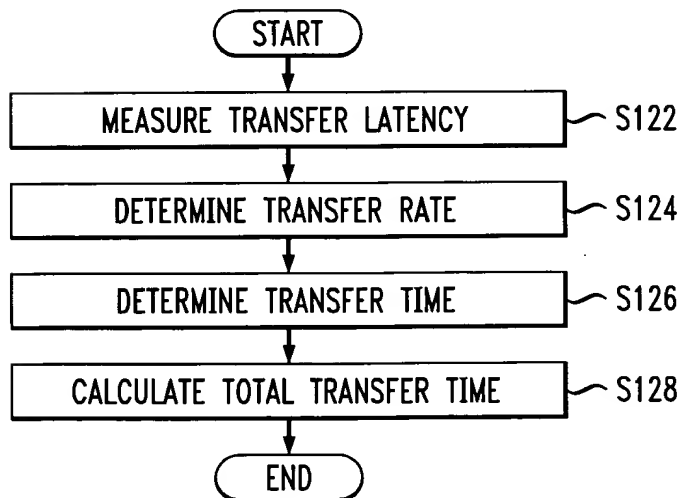 START
MEASURE TRANSFER LATENCY S122
DETERMINE TRANSFER RATE S124
DETERMINE TRANSFER TIME S126
CALCULATE TOTAL TRANSFER TIME S128
END